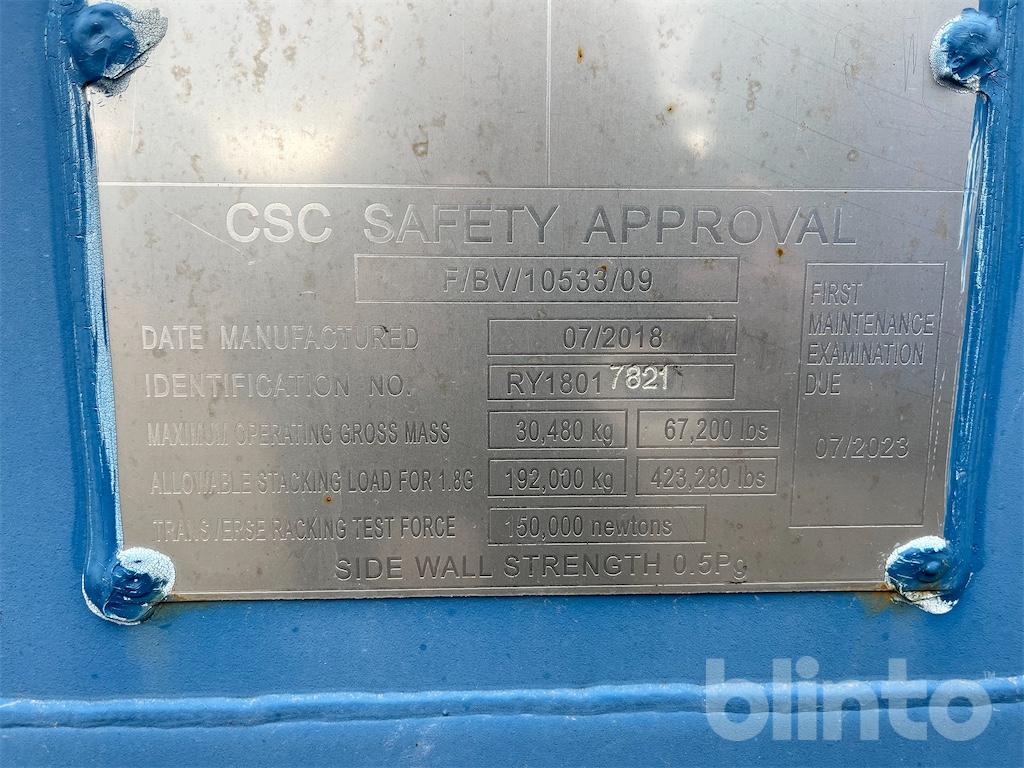 CSC SAFETY APPROVAL
F/BV/10533/09
DATE MANUFACTURED 07/2018
IDENTIFICATION NO. RY18017821
MAXIMUM OPERATING GROSS MASS 30,480 kg 67,200 lbs
ALLOWABLE STACKING LOAD FOR 1.8G 192,000 kg 423,280 lbs
TRANSVERSE RACKING TEST FORCE 150,000 newtons
SIDE WALL STRENGTH 0.5Pg
FIRST
MAINTENANCE
EXAMINATION
DUE
07/2023
blinto™